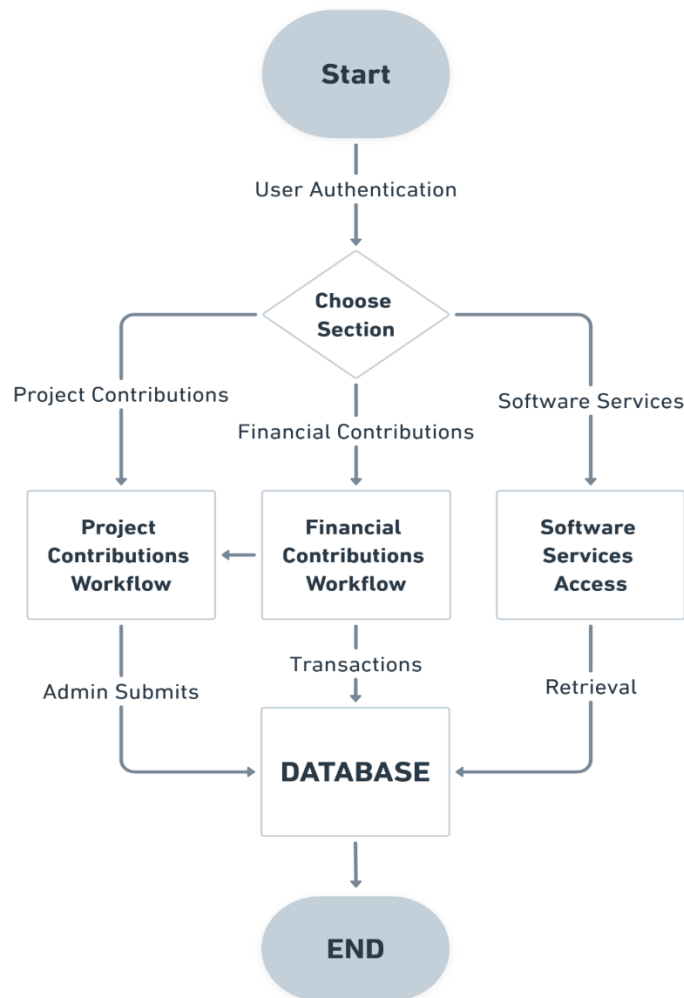 Start
User Authentication
Choose
Section
Project Contributions
Financial Contributions
Software Services
Project
Contributions
Workflow
Financial
Contributions
Workflow
Software
Services
Access
Admin Submits
Transactions
Retrieval
DATABASE
END